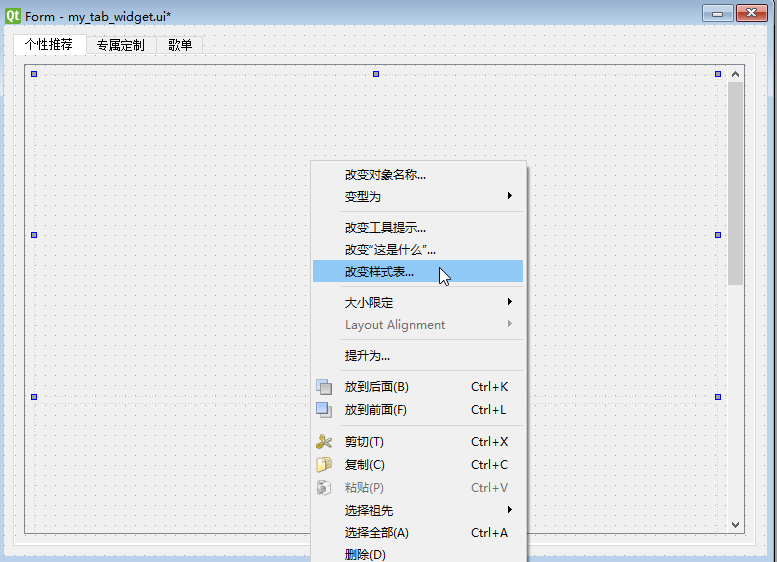 Qt Form - my_tab_widget.ui*
个性推荐 专属定制 歌单
改变对象名称...
变型为
改变工具提示...
改变“这是什么”...
改变样式表...
大小限定
Layout Alignment
提升为...
放到后面(B) Ctrl+K
放到前面(F) Ctrl+L
剪切(T) Ctrl+X
复制(C) Ctrl+C
粘贴(P) Ctrl+V
选择祖先
选择全部(A) Ctrl+A
删除(D)